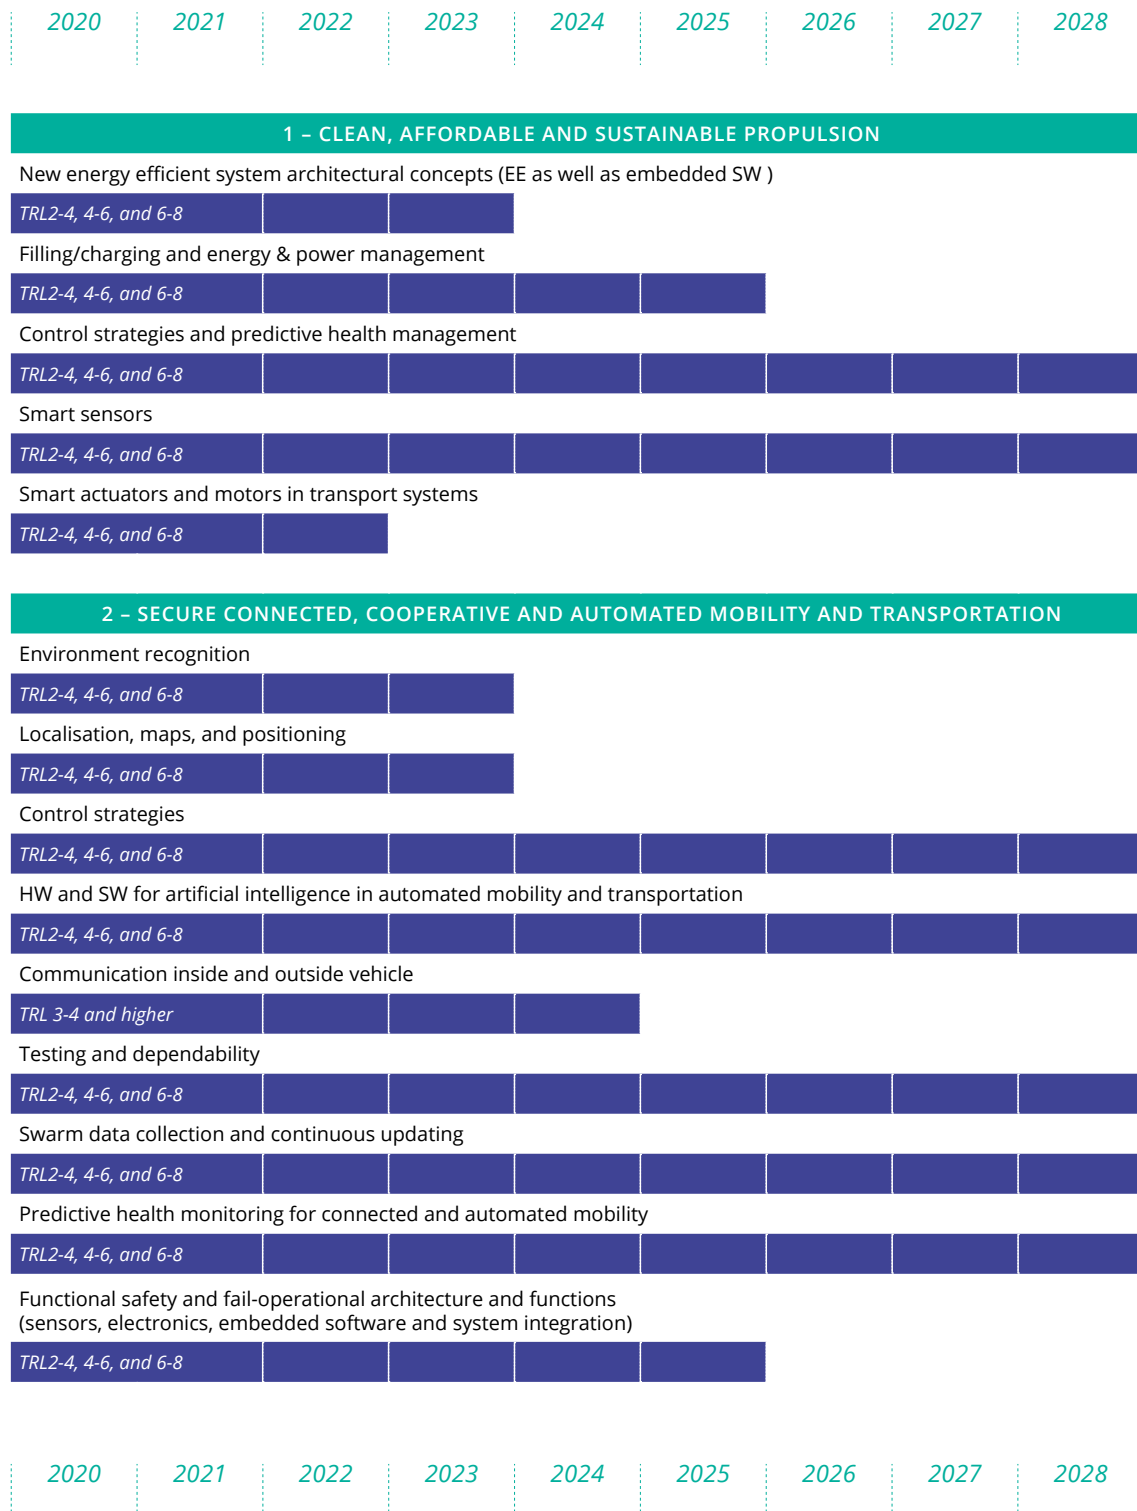 2020 2021 2022 2023 2024 2025 2026 2027 2028
1 – CLEAN, AFFORDABLE AND SUSTAINABLE PROPULSION
New energy efficient system architectural concepts (EE as well as embedded SW )
TRL2-4, 4-6, and 6-8
Filling/charging and energy & power management
TRL2-4, 4-6, and 6-8
Control strategies and predictive health management
TRL2-4, 4-6, and 6-8
Smart sensors
TRL2-4, 4-6, and 6-8
Smart actuators and motors in transport systems
TRL2-4, 4-6, and 6-8
2 – SECURE CONNECTED, COOPERATIVE AND AUTOMATED MOBILITY AND TRANSPORTATION
Environment recognition
TRL2-4, 4-6, and 6-8
Localisation, maps, and positioning
TRL2-4, 4-6, and 6-8
Control strategies
TRL2-4, 4-6, and 6-8
HW and SW for artificial intelligence in automated mobility and transportation
TRL2-4, 4-6, and 6-8
Communication inside and outside vehicle
TRL 3-4 and higher
Testing and dependability
TRL2-4, 4-6, and 6-8
Swarm data collection and continuous updating
TRL2-4, 4-6, and 6-8
Predictive health monitoring for connected and automated mobility
TRL2-4, 4-6, and 6-8
Functional safety and fail-operational architecture and functions
(sensors, electronics, embedded software and system integration)
TRL2-4, 4-6, and 6-8
2020 2021 2022 2023 2024 2025 2026 2027 2028